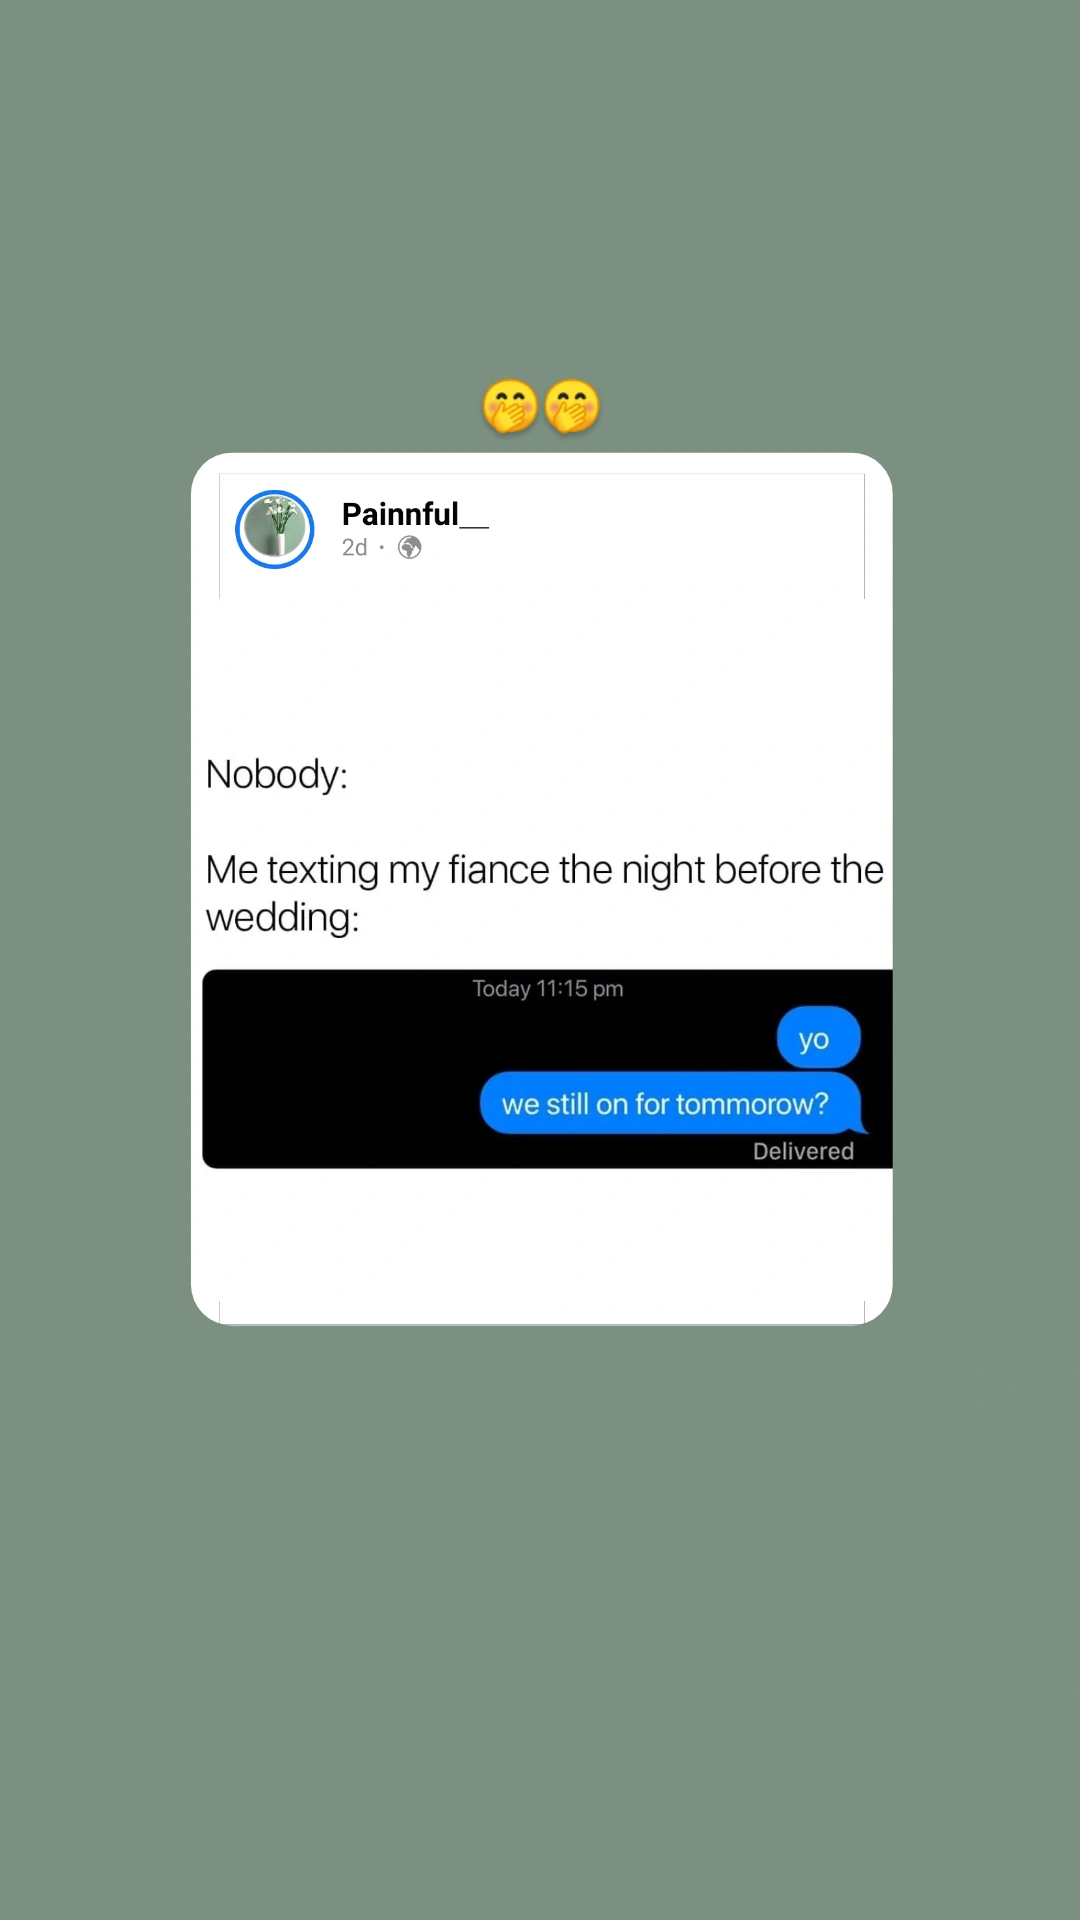 🤭🤭
Painnful__
2d ·
Nobody:
Me texting my fiance the night before the
wedding:
Today 11:15 pm
yo
we still on for tommorow?
Delivered